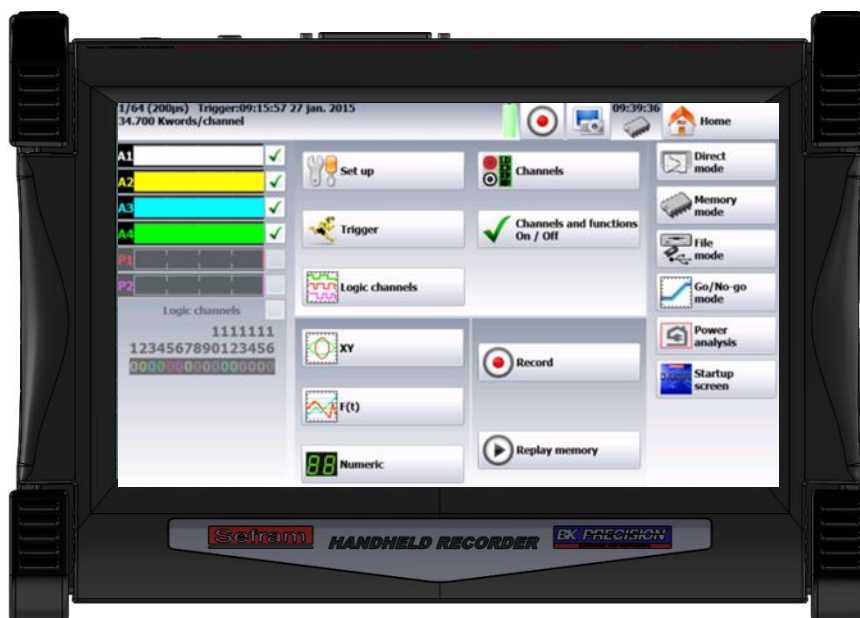 1/64 (200µs) Trigger:09:15:57 27 jan. 2015
34.700 Kwords/channel
09:39:36
Home
A1
A2
A3
A4
P1
P2
Logic channels
1111111
1234567890123456
0000000000000000
Set up
Channels
Trigger
Channels and functions
On / Off
Logic channels
XY
F(t)
88 Numeric
Record
Replay memory
Direct
mode
Memory
mode
File
mode
Go/No-go
mode
Power
analysis
Startup
screen
Sefram
HANDHELD RECORDER
BK PRECISION